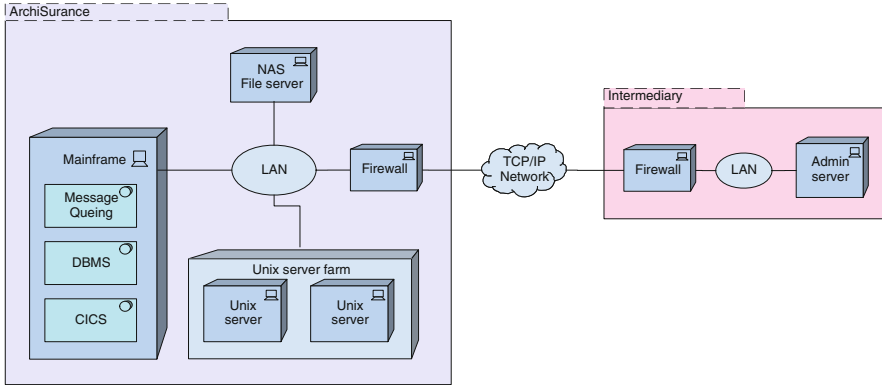 ArchiSurance
NAS
File server
Intermediary
Mainframe
LAN
Firewall
TCP/IP
Network
Firewall
LAN
Admin
server
Message
Queing
DBMS
CICS
Unix server farm
Unix
server
Unix
server